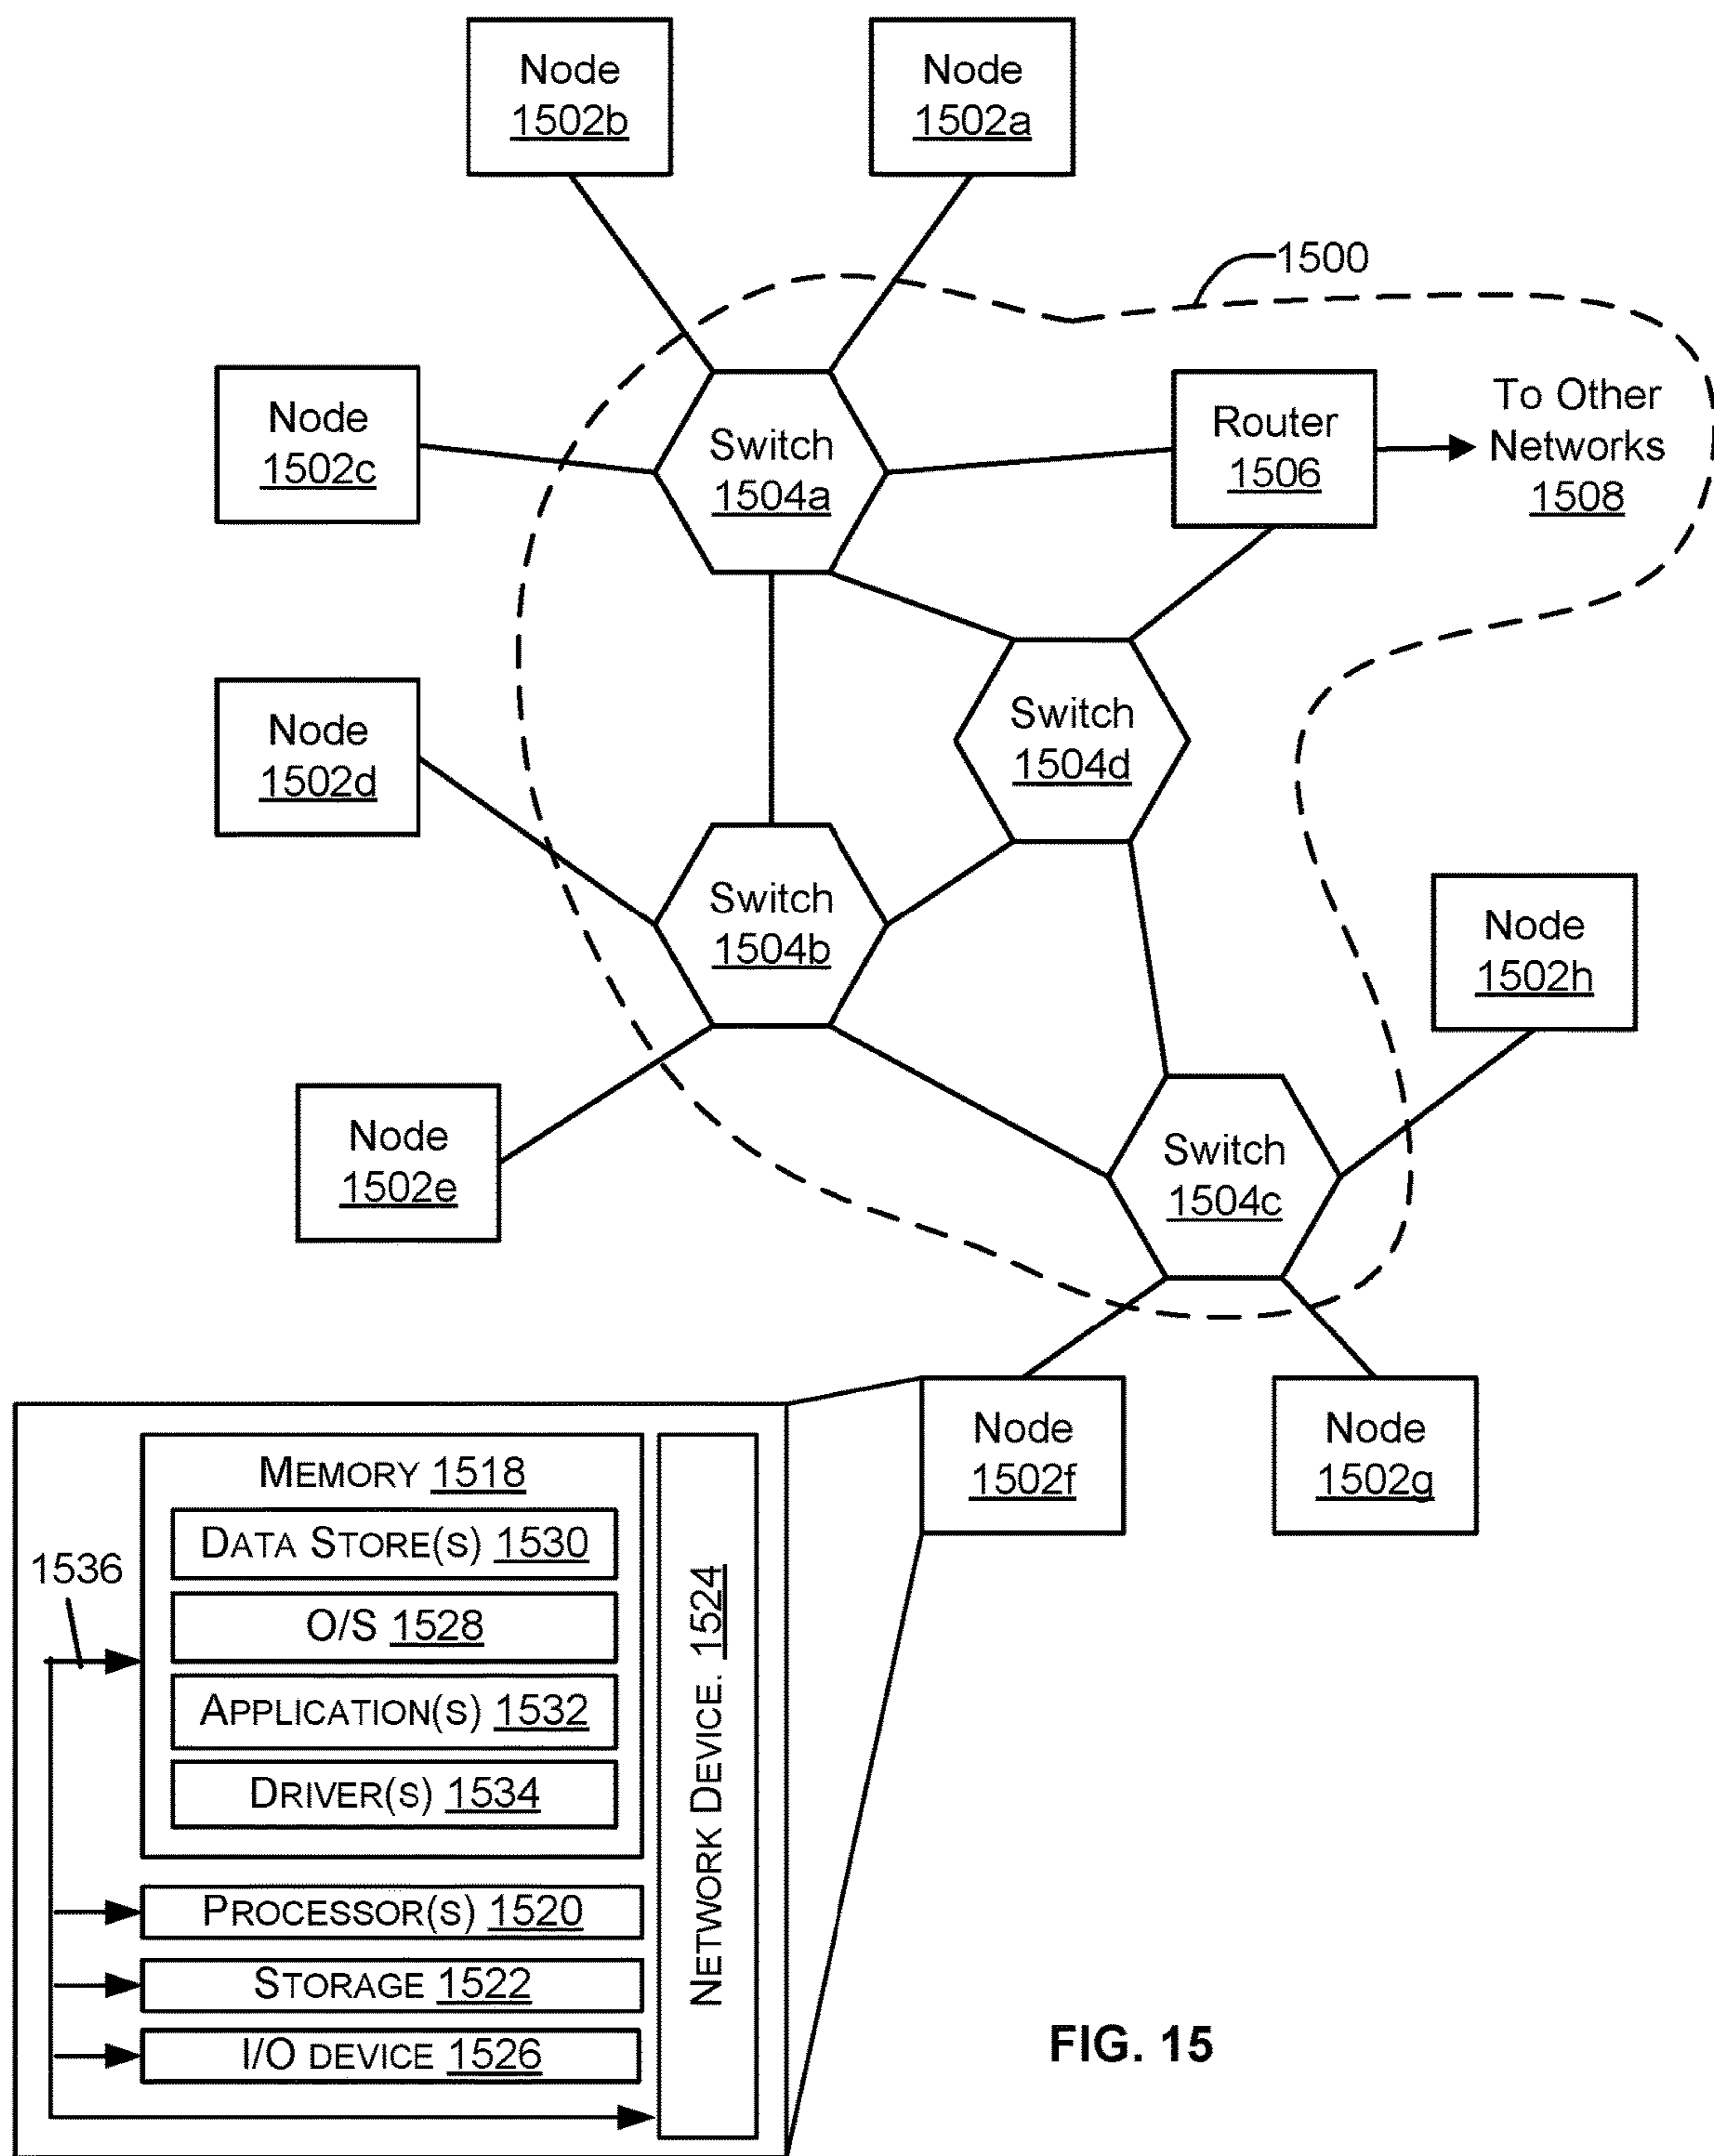 Node
1502b
Node
1502a
1500
Node
1502c
Switch
1504a
Router
1506
To Other
Networks
1508
Node
1502d
Switch
1504d
Switch
1504b
Node
1502h
Node
1502e
Switch
1504c
Node
1502f
Node
1502g
MEMORY 1518
DATA STORE(S) 1530
1536
O/S 1528
APPLICATION(S) 1532
DRIVER(S) 1534
NETWORK DEVICE. 1524
PROCESSOR(S) 1520
STORAGE 1522
I/O DEVICE 1526
FIG. 15